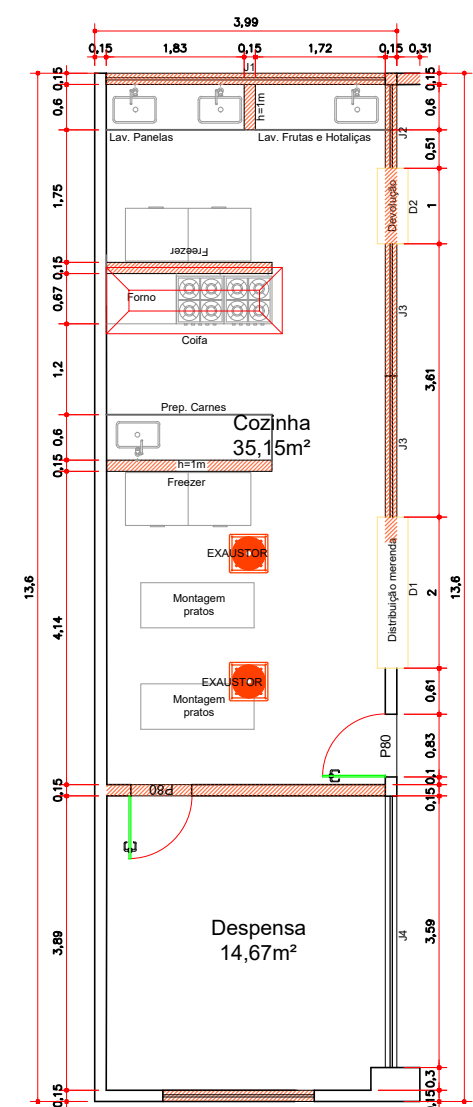 3,99
0,15 1,83 0,15 1,72 0,15 0,31
J1
0,15
0,6
1,75
0,15
0,67
1,2
0,6
0,15
4,14
0,15
3,89
0,15
13,6
Lav. Panelas
h=1m
Lav. Frutas e Hotaliças
Freezer
Forno
Coifa
Prep. Carnes
Cozinha
35,15m²
h=1m
Freezer
EXAUSTOR
Montagem
pratos
EXAUSTOR
Montagem
pratos
P80
P80
Despensa
14,67m²
J2
Devolução
D2
J3
J3
Distribuição merenda
D1
J4
0,15
0,6
0,51
1
3,61
2
0,61
0,83
0,1
0,15
3,59
0,3
0,15
13,6